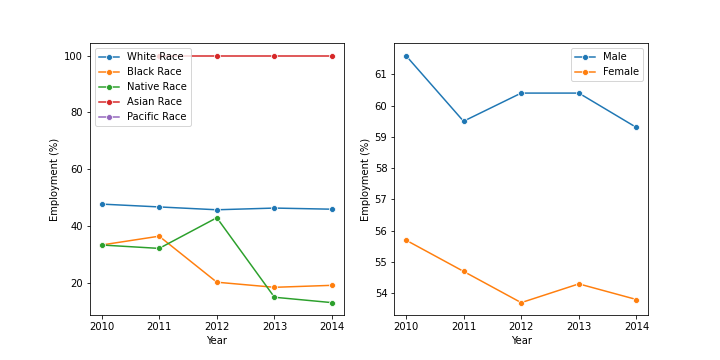 White Race
Black Race
Native Race
Asian Race
Pacific Race
Employment (%)
100
80
60
40
20
2010 2011 2012 2013 2014
Year
Male
Female
Employment (%)
61
60
59
58
57
56
55
54
2010 2011 2012 2013 2014
Year